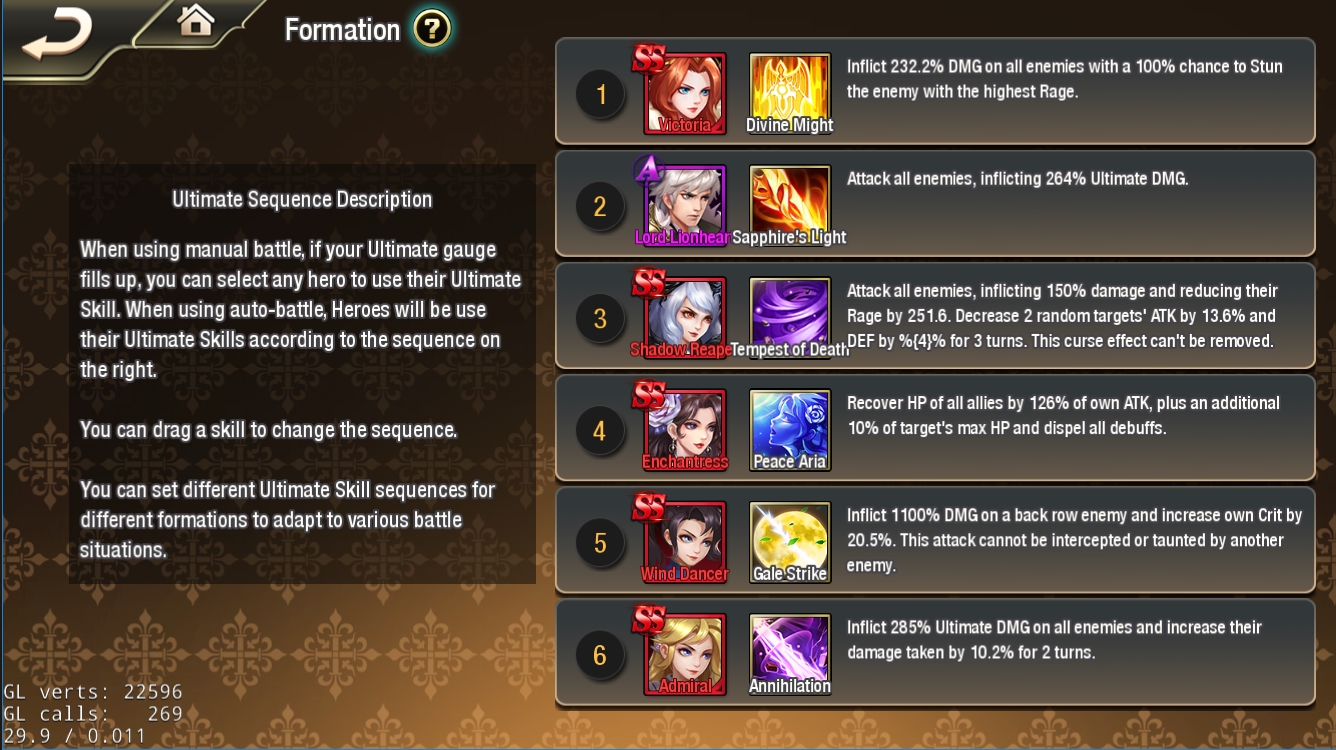 Formation ?
Ultimate Sequence Description
When using manual battle, if your Ultimate gauge
fills up, you can select any hero to use their Ultimate
Skill. When using auto-battle, Heroes will be use
their Ultimate Skills according to the sequence on
the right.
You can drag a skill to change the sequence.
You can set different Ultimate Skill sequences for
different formations to adapt to various battle
situations.
GL verts: 22596
GL calls: 269
29.9 / 0.011
1
SS
Victoria
Divine Might
Inflict 232.2% DMG on all enemies with a 100% chance to Stun
the enemy with the highest Rage.
2
A
Lord Lionhear
Sapphire's Light
Attack all enemies, inflicting 264% Ultimate DMG.
3
SS
Shadow Reape
Tempest of Death
Attack all enemies, inflicting 150% damage and reducing their
Rage by 251.6. Decrease 2 random targets' ATK by 13.6% and
DEF by %{4}% for 3 turns. This curse effect can't be removed.
4
SS
Enchantress
Peace Aria
Recover HP of all allies by 126% of own ATK, plus an additional
10% of target's max HP and dispel all debuffs.
5
SS
Wind Dancer
Gale Strike
Inflict 1100% DMG on a back row enemy and increase own Crit by
20.5%. This attack cannot be intercepted or taunted by another
enemy.
6
SS
Admiral
Annihilation
Inflict 285% Ultimate DMG on all enemies and increase their
damage taken by 10.2% for 2 turns.